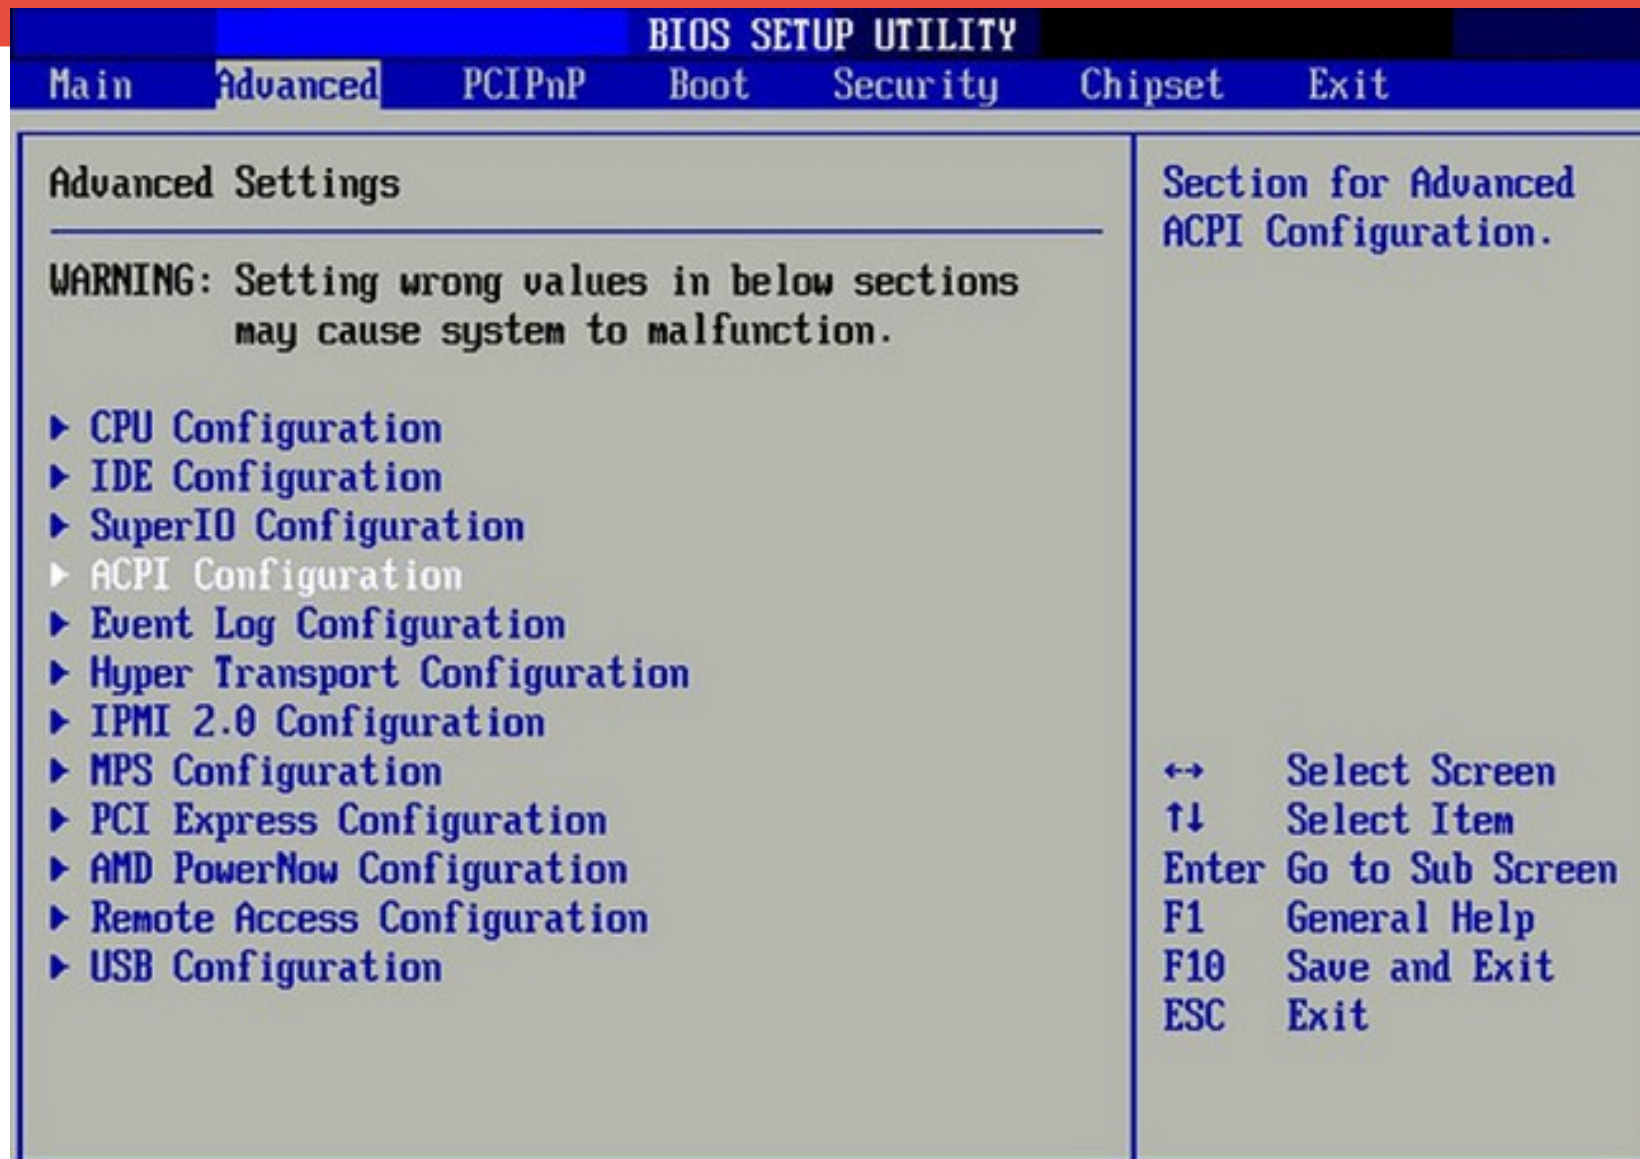 BIOS SETUP UTILITY
Main Advanced PCIPnP Boot Security Chipset Exit
Advanced Settings
WARNING: Setting wrong values in below sections
may cause system to malfunction.
▶ CPU Configuration
▶ IDE Configuration
▶ SuperIO Configuration
▶ ACPI Configuration
▶ Event Log Configuration
▶ Hyper Transport Configuration
▶ IPMI 2.0 Configuration
▶ MPS Configuration
▶ PCI Express Configuration
▶ AMD PowerNow Configuration
▶ Remote Access Configuration
▶ USB Configuration
Section for Advanced
ACPI Configuration.
↔ Select Screen
↑↓ Select Item
Enter Go to Sub Screen
F1 General Help
F10 Save and Exit
ESC Exit